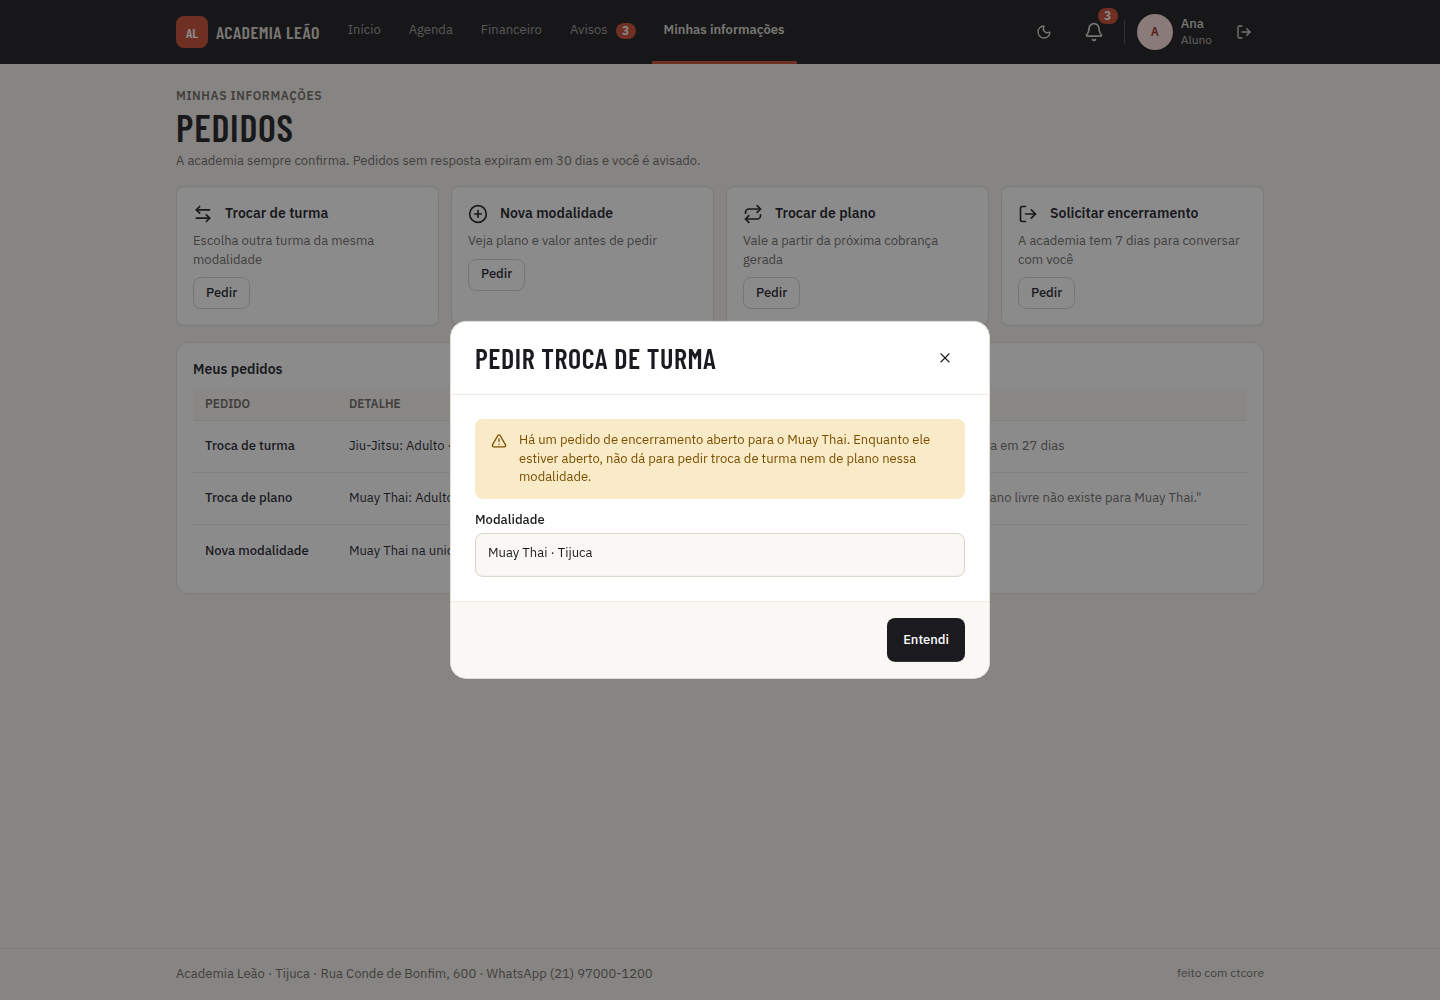 AL ACADEMIA LEÃO Início Agenda Financeiro Avisos 3 Minhas informações 3 A Ana
Aluno
MINHAS INFORMAÇÕES
PEDIDOS
A academia sempre confirma. Pedidos sem resposta expiram em 30 dias e você é avisado.
Trocar de turma
Escolha outra turma da mesma
modalidade
Pedir
Nova modalidade
Veja plano e valor antes de pedir
Pedir
Trocar de plano
Vale a partir da próxima cobrança
gerada
Pedir
Solicitar encerramento
A academia tem 7 dias para conversar
com você
Pedir
Meus pedidos
PEDIDO DETALHE
Troca de turma Jiu-Jitsu: Adulto em 27 dias
Troca de plano Muay Thai: livre não existe para Muay Thai."
Nova modalidade Muay Thai na
PEDIR TROCA DE TURMA
Há um pedido de encerramento aberto para o Muay Thai. Enquanto ele
estiver aberto, não dá para pedir troca de turma nem de plano nessa
modalidade.
Modalidade
Muay Thai · Tijuca
Entendi
Academia Leão · Tijuca · Rua Conde de Bonfim, 600 · WhatsApp (21) 97000-1200
feito com ctcore